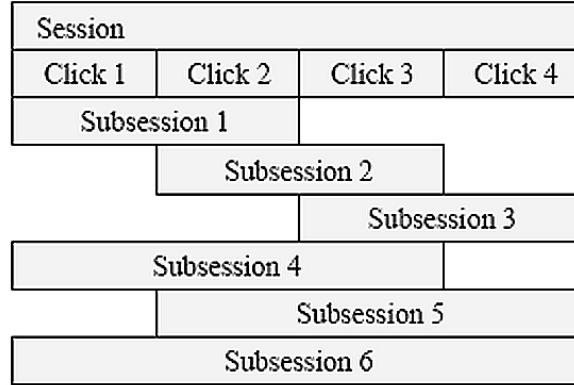 Session
Click 1 Click 2 Click 3 Click 4
Subsession 1
Subsession 2
Subsession 3
Subsession 4
Subsession 5
Subsession 6